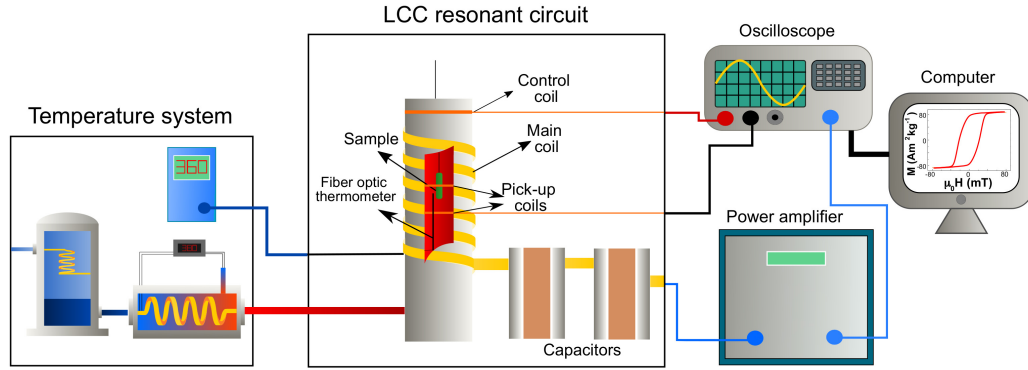 LCC resonant circuit
Oscilloscope
Computer
Temperature system
Control
coil
Main
coil
Sample
Fiber optic
thermometer
Pick-up
coils
360
M (Am²kg⁻¹)
80
0
-80
-80
0
80
μ₀H (mT)
Power amplifier
Capacitors